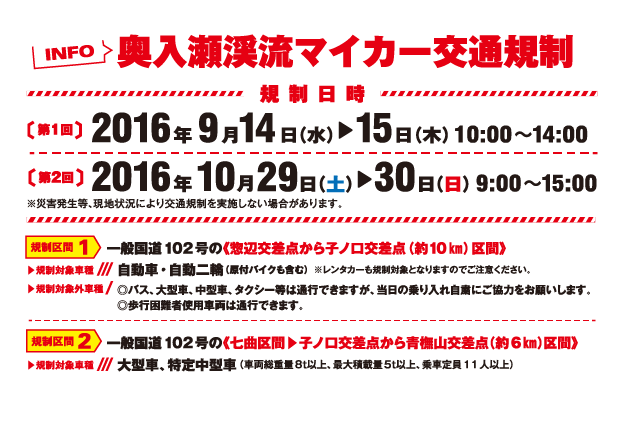 INFO 奥入瀬渓流マイカー交通規制
規制日時
〔第1回〕 2016年9月14日(水)▶15日(木) 10:00〜14:00
〔第2回〕 2016年10月29日(土)▶30日(日) 9:00〜15:00
※災害発生等、現地状況により交通規制を実施しない場合があります。
規制区間1 一般国道102号の《惣辺交差点から子ノ口交差点(約10㎞)区間》
▶規制対象車種 /// 自動車・自動二輪(原付バイクも含む) ※レンタカーも規制対象となりますのでご注意ください。
▶規制対象外車種 / ◎バス、大型車、中型車、タクシー等は通行できますが、当日の乗り入れ自粛にご協力をお願いします。
◎歩行困難者使用車両は通行できます。
規制区間2 一般国道102号の《七曲区間▶子ノ口交差点から青橅山交差点(約6㎞)区間》
▶規制対象車種 /// 大型車、特定中型車(車両総重量8t以上、最大積載量5t以上、乗車定員11人以上)